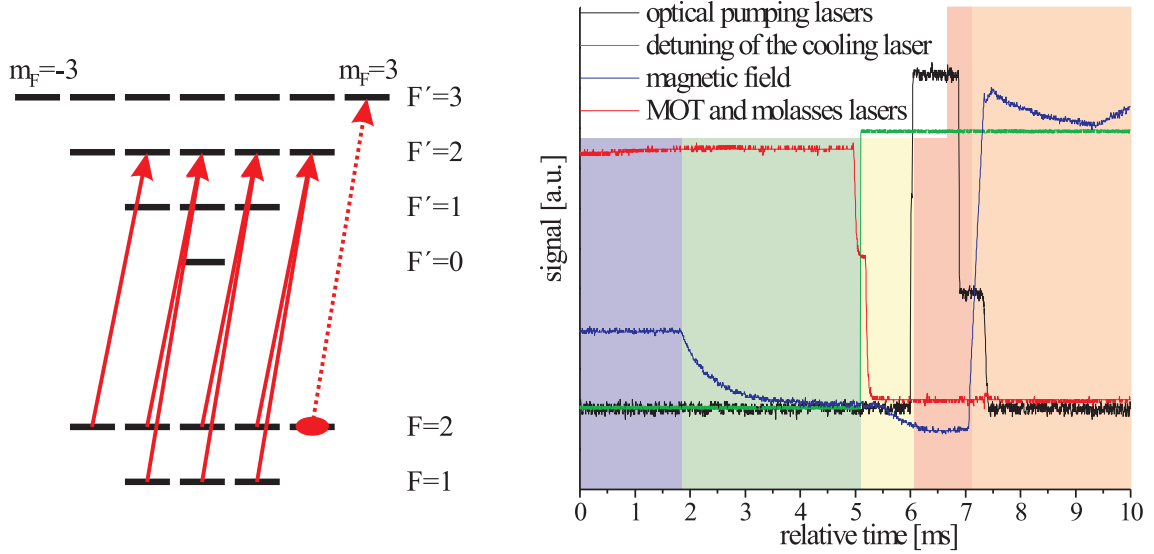 m_F=-3
m_F=3
F´=3
F´=2
F´=1
F´=0
F=2
F=1
optical pumping lasers
detuning of the cooling laser
magnetic field
MOT and molasses lasers
signal [a.u.]
0 1 2 3 4 5 6 7 8 9 10
relative time [ms]